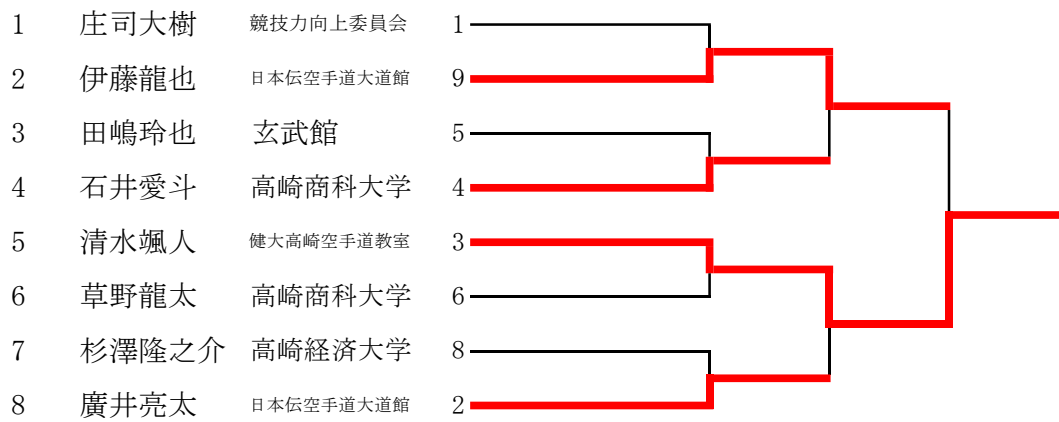 1 庄司大樹 競技力向上委員会 1
2 伊藤龍也 日本伝空手道大道館 9
3 田嶋玲也 玄武館 5
4 石井愛斗 高崎商科大学 4
5 清水颯人 健大高崎空手道教室 3
6 草野龍太 高崎商科大学 6
7 杉澤隆之介 高崎経済大学 8
8 廣井亮太 日本伝空手道大道館 2